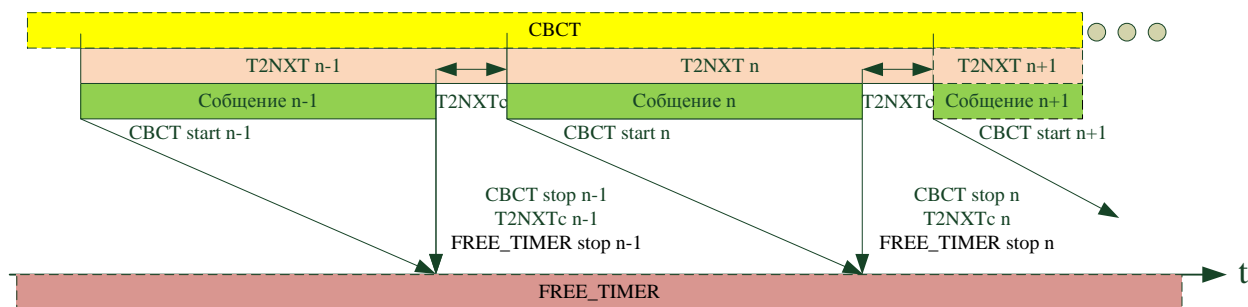 CBCT
T2NXT n-1
T2NXT n
T2NXT n+1
Собщение n-1
T2NXTc
Собщение n
T2NXTc
Собщение n+1
CBCT start n-1
CBCT start n
CBCT start n+1
CBCT stop n-1
T2NXTc n-1
FREE_TIMER stop n-1
CBCT stop n
T2NXTc n
FREE_TIMER stop n
t
FREE_TIMER